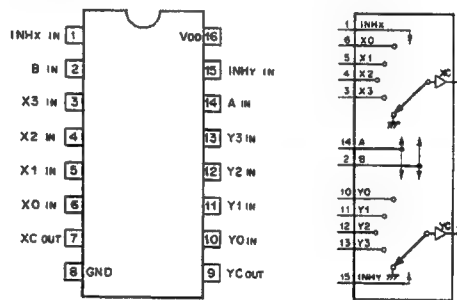 INHX IN 1
B IN 2
X3 IN 3
X2 IN 4
X1 IN 5
X0 IN 6
XC OUT 7
8 GND
VDD 16
15 INHY IN
14 A IN
13 Y3 IN
12 Y2 IN
11 Y1 IN
10 Y0 IN
9 YC OUT
1 INHX
6 X0
5 X1
4 X2
3 X3
XC
14 A
2 B
10 Y0
11 Y1
12 Y2
13 Y3
YC
15 INHY